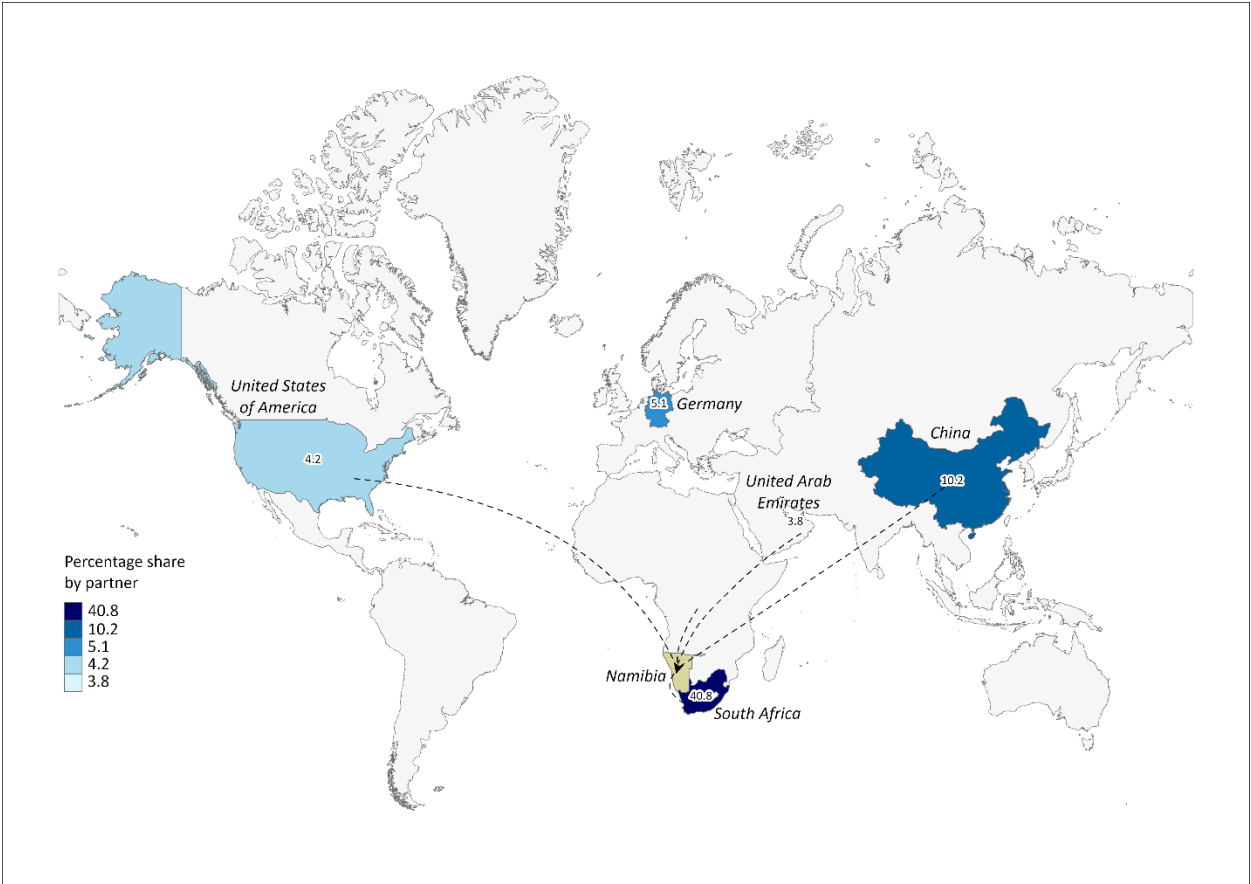 United States
of America
4.2
5.1
Germany
China
10.2
United Arab
Emirates
3.8
Percentage share
by partner
40.8
10.2
5.1
4.2
3.8
Namibia
40.8
South Africa